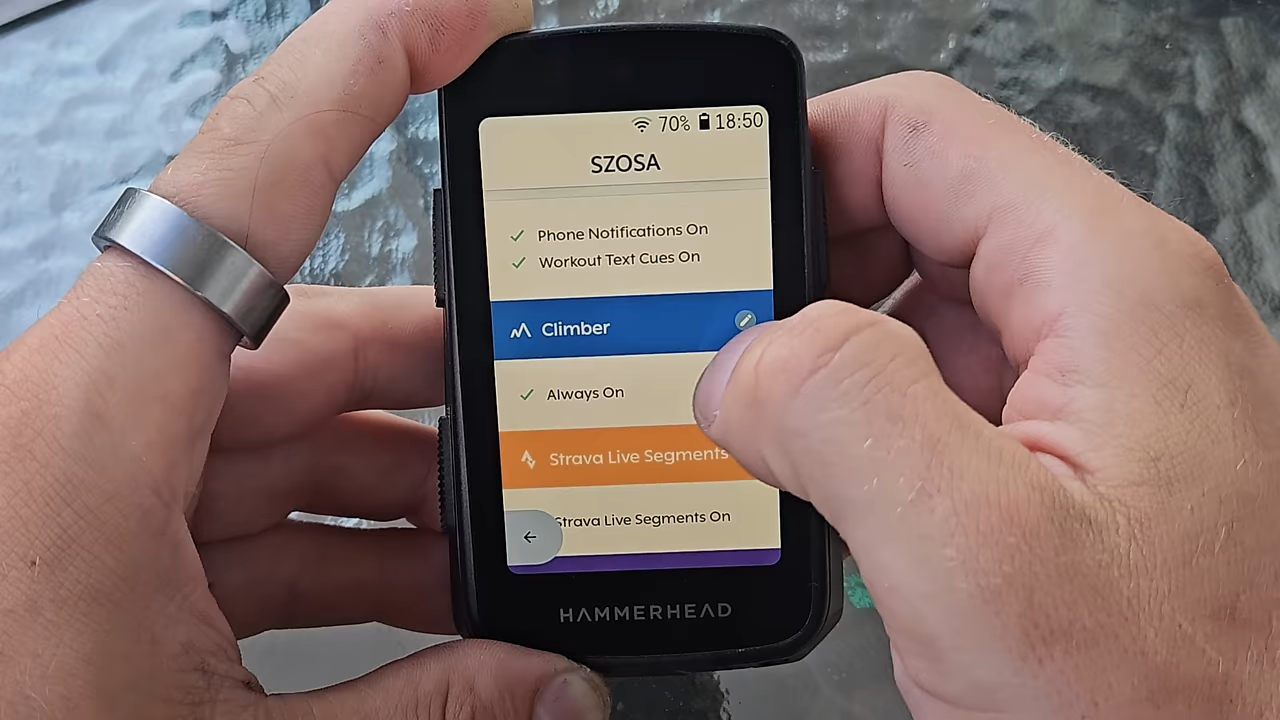 70% 18:50
SZOSA
Phone Notifications On
Workout Text Cues On
Climber
Always On
Strava Live Segments
Strava Live Segments On
HAMMERHEAD